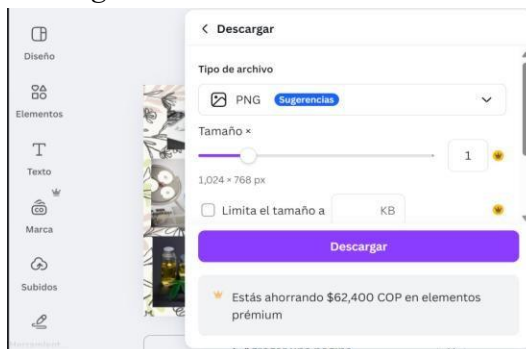 Diseño
Elementos
Texto
Marca
CO
Subidos
Descargar
Tipo de archivo
PNG Sugerencias
Tamaño ×
1
1,024 × 768 px
Limita el tamaño a KB
Descargar
Estás ahorrando $62,400 COP en elementos
prémium